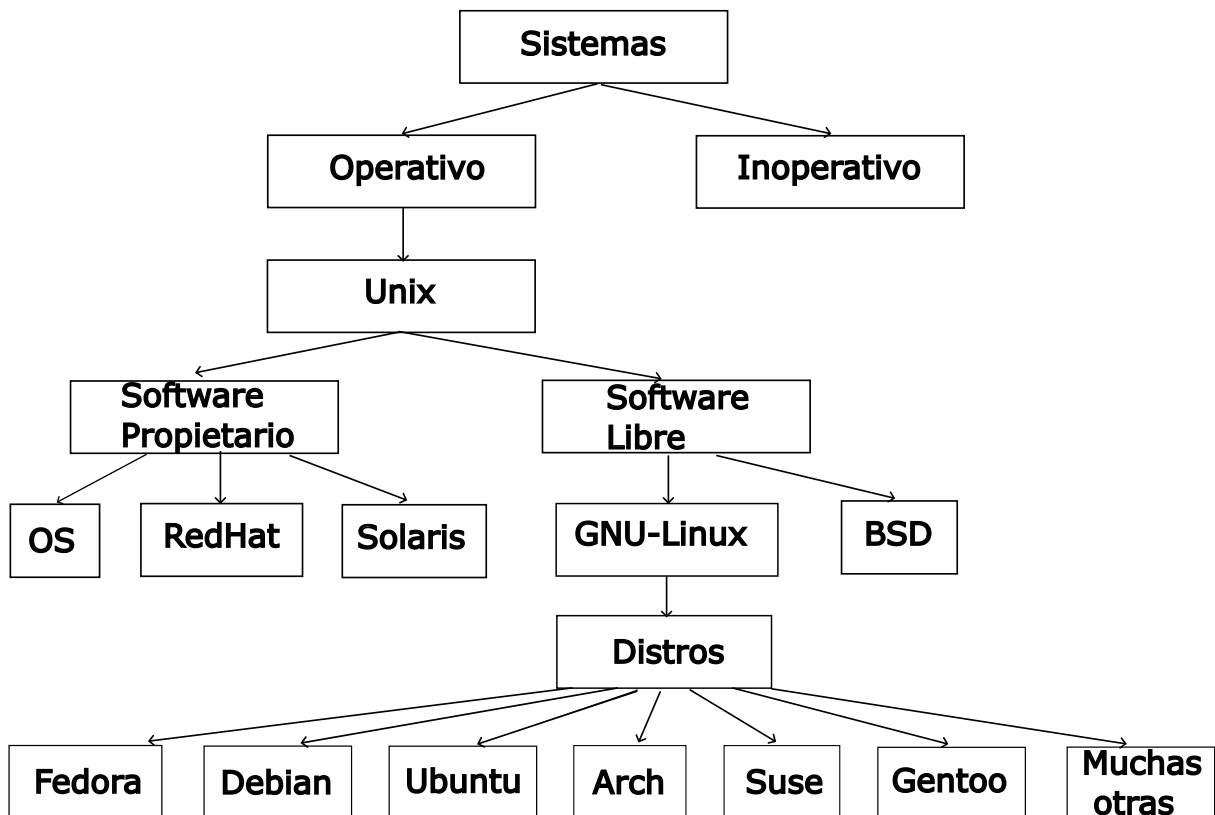 Sistemas
Operativo
Inoperativo
Unix
Software
Propietario
Software
Libre
OS
RedHat
Solaris
GNU-Linux
BSD
Distros
Fedora
Debian
Ubuntu
Arch
Suse
Gentoo
Muchas
otras